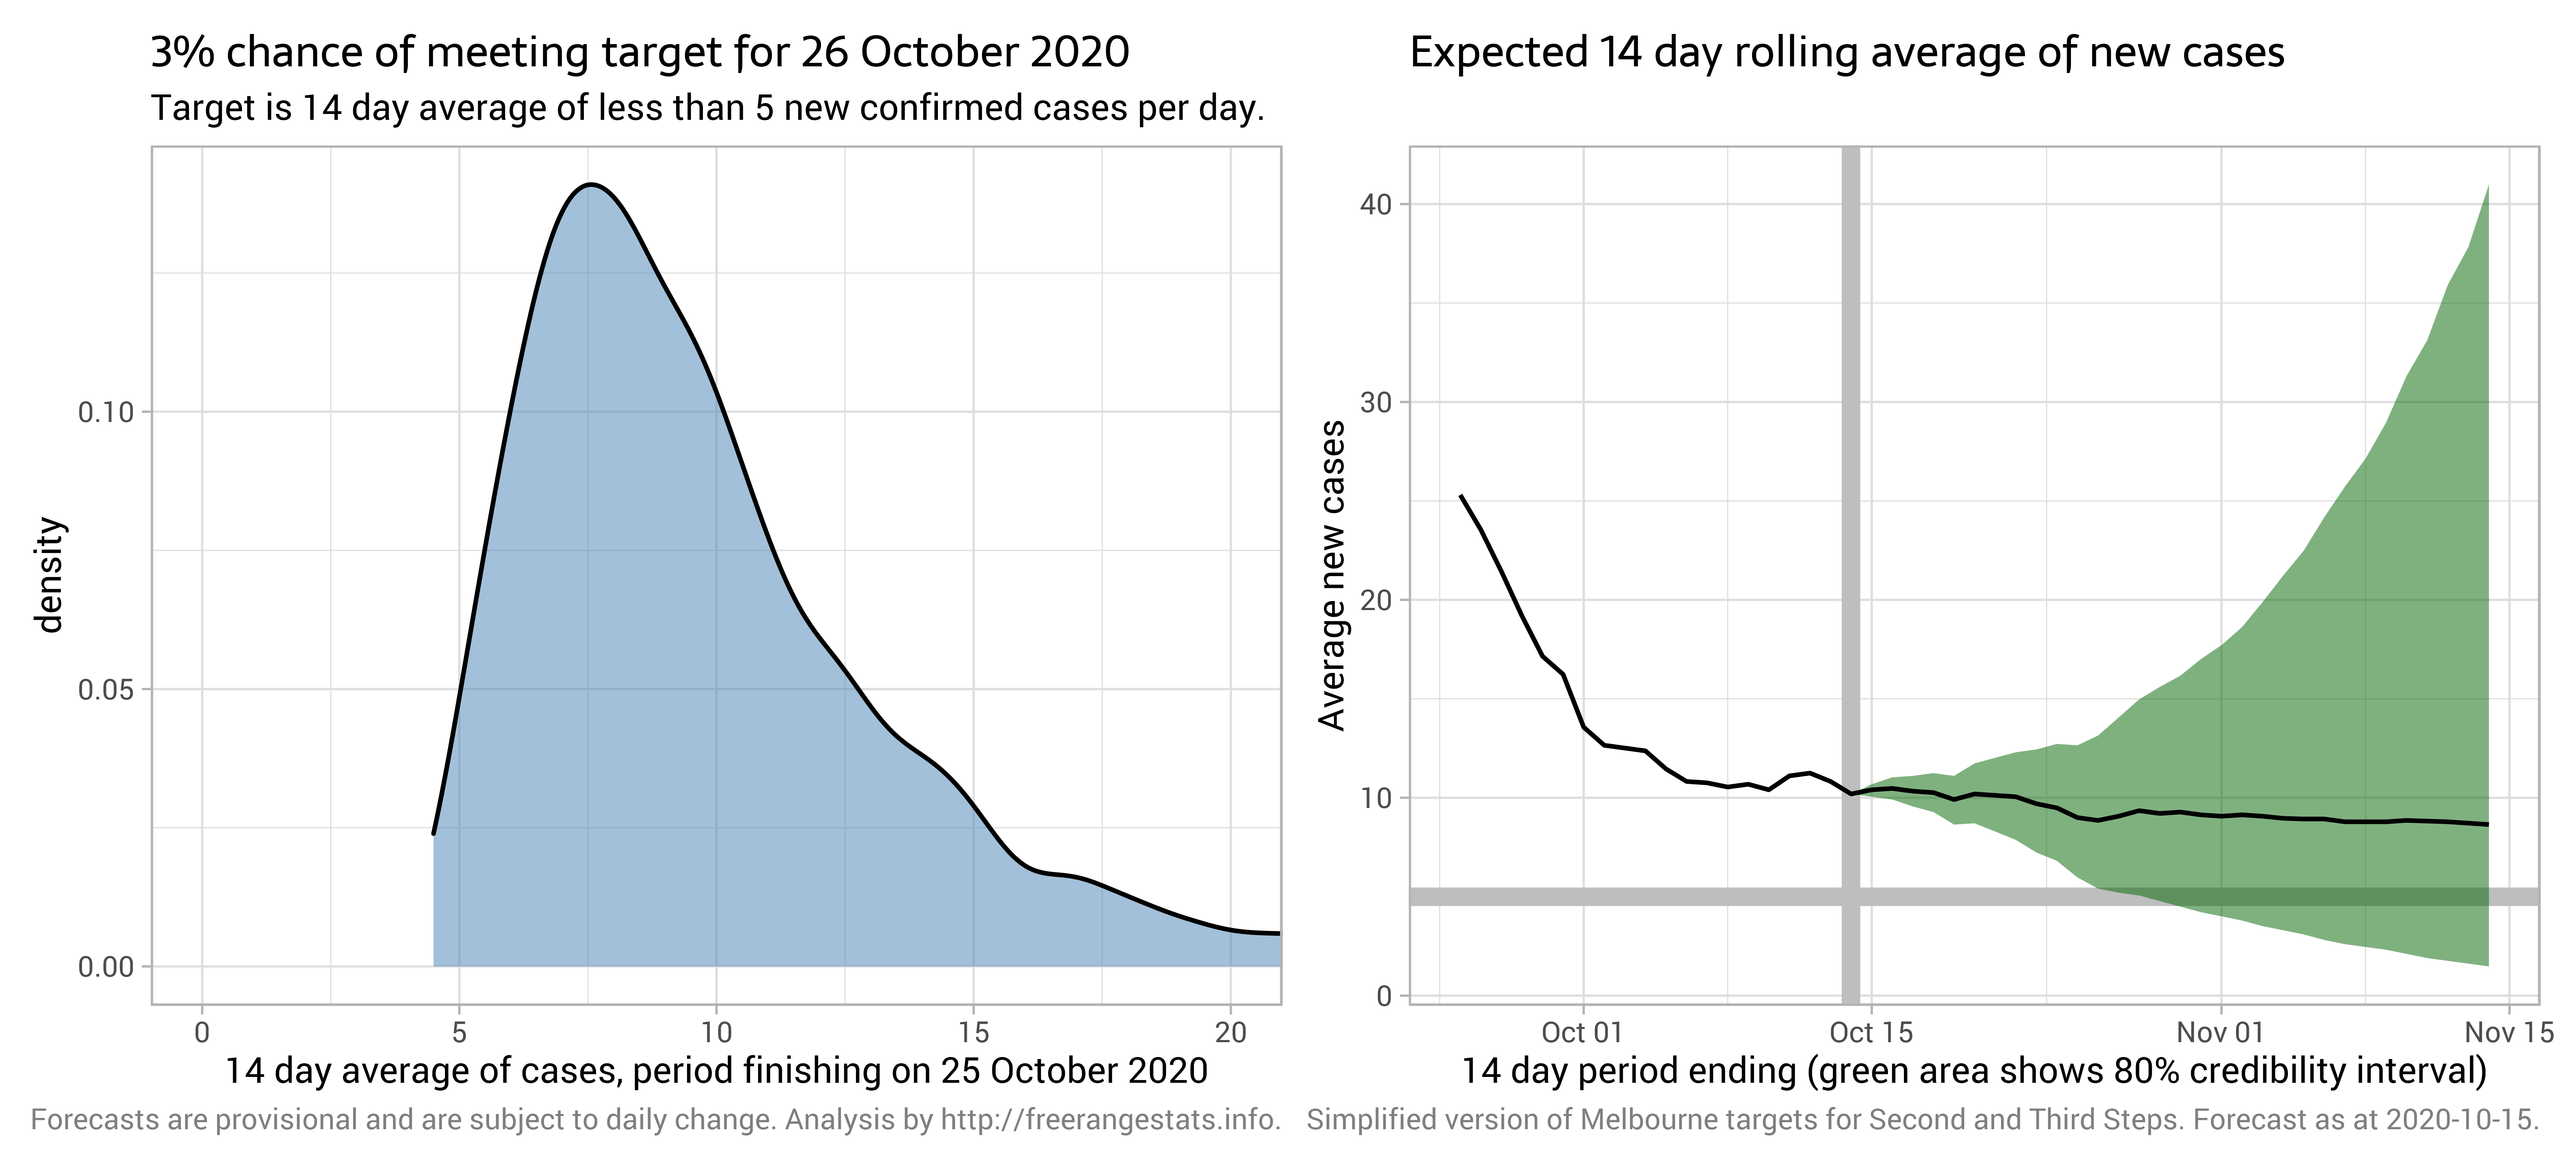 3% chance of meeting target for 26 October 2020
Target is 14 day average of less than 5 new confirmed cases per day.
density
0.10
0.05
0.00
0
5
10
15
20
14 day average of cases, period finishing on 25 October 2020
Forecasts are provisional and are subject to daily change. Analysis by http://freerangestats.info.
Expected 14 day rolling average of new cases
Average new cases
40
30
20
10
0
Oct 01
Oct 15
Nov 01
Nov 15
14 day period ending (green area shows 80% credibility interval)
Simplified version of Melbourne targets for Second and Third Steps. Forecast as at 2020-10-15.